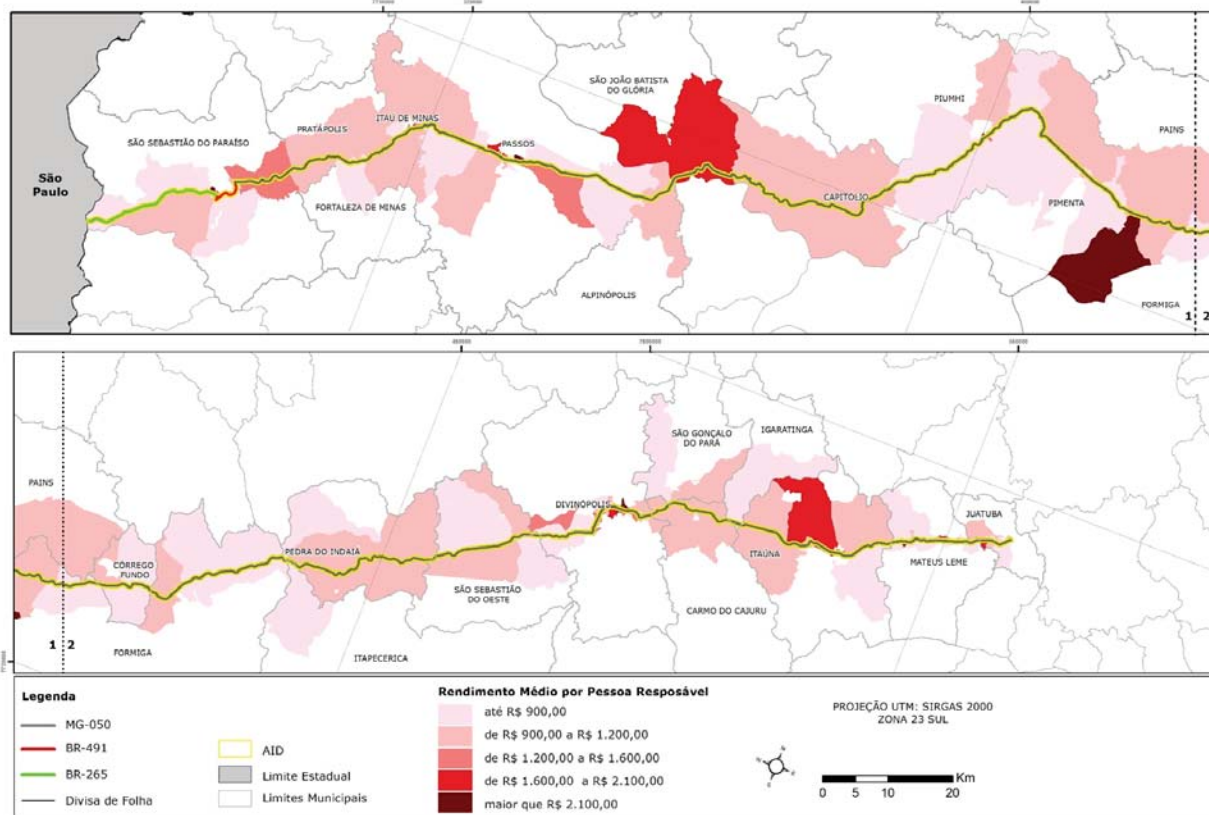 800000
SÃO JOÃO BATISTA
DO GLÓRIA
PIUMHI
PAINS
ITAU DE MINAS
PRATÁPOLIS
SÃO SEBASTIÃO DO PARAÍSO
PASSOS
São
Paulo
CAPITÓLIO
PIMENTA
FORTALEZA DE MINAS
ALPINÓPOLIS
FORMIGA
1 2
SÃO GONÇALO
DO PARÁ
IGARATINGA
PAINS
DIVINÓPOLIS
JUATUBA
PEDRA DO INDAIÁ
ITAÚNA
CÓRREGO
FUNDO
MATEUS LEME
SÃO SEBASTIÃO
DO OESTE
CARMO DO CAJURU
1 2
FORMIGA
ITAPECERICA
Legenda
MG-050
BR-491
BR-265
Divisa de Folha
AID
Limite Estadual
Limites Municipais
Rendimento Médio por Pessoa Resposável
até R$ 900,00
de R$ 900,00 a R$ 1.200,00
de R$ 1.200,00 a R$ 1.600,00
de R$ 1.600,00 a R$ 2.100,00
maior que R$ 2.100,00
PROJEÇÃO UTM: SIRGAS 2000
ZONA 23 SUL
Km
0 5 10 20